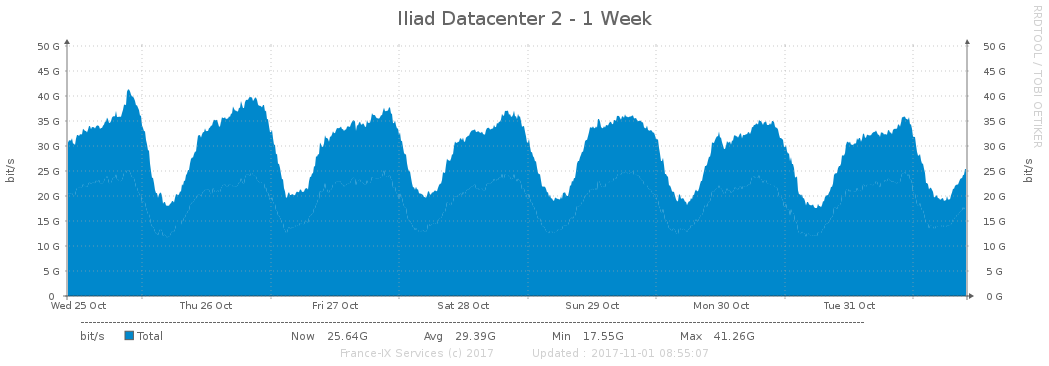 Iliad Datacenter 2 - 1 Week
RRDTOOL / TOBI OETIKER
50 G 50 G
45 G 45 G
40 G 40 G
35 G 35 G
30 G 30 G
25 G 25 G
20 G 20 G
15 G 15 G
10 G 10 G
5 G 5 G
0 0 G
bit/s
bit/s
Wed 25 Oct Thu 26 Oct Fri 27 Oct Sat 28 Oct Sun 29 Oct Mon 30 Oct Tue 31 Oct
bit/s Total Now 25.64G Avg 29.39G Min 17.55G Max 41.26G
France-IX Services (c) 2017 Updated : 2017-11-01 08:55:07